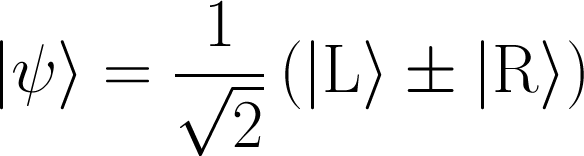 |ψ⟩ = 1/√2 (|L⟩ ± |R⟩)